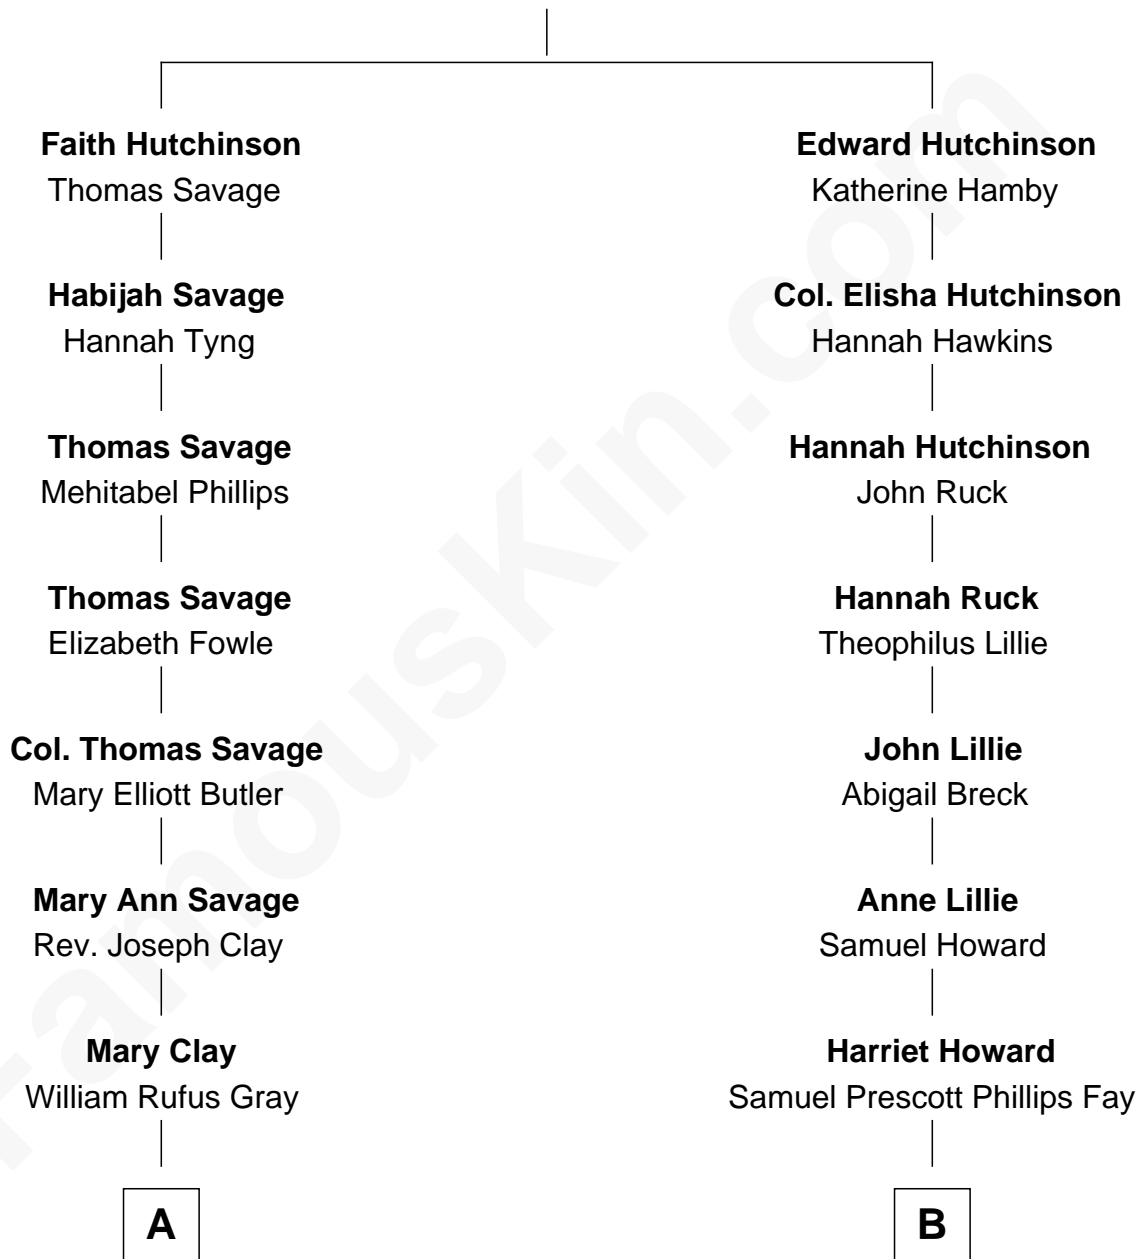 Faith Hutchinson
Thomas Savage
Habijah Savage
Hannah Tyng
Thomas Savage
Mehitabel Phillips
Thomas Savage
Elizabeth Fowle
Col. Thomas Savage
Mary Elliott Butler
Mary Ann Savage
Rev. Joseph Clay
Mary Clay
William Rufus Gray
A
Edward Hutchinson
Katherine Hamby
Col. Elisha Hutchinson
Hannah Hawkins
Hannah Hutchinson
John Ruck
Hannah Ruck
Theophilus Lillie
John Lillie
Abigail Breck
Anne Lillie
Samuel Howard
Harriet Howard
Samuel Prescott Phillips Fay
B
FamousKin.com